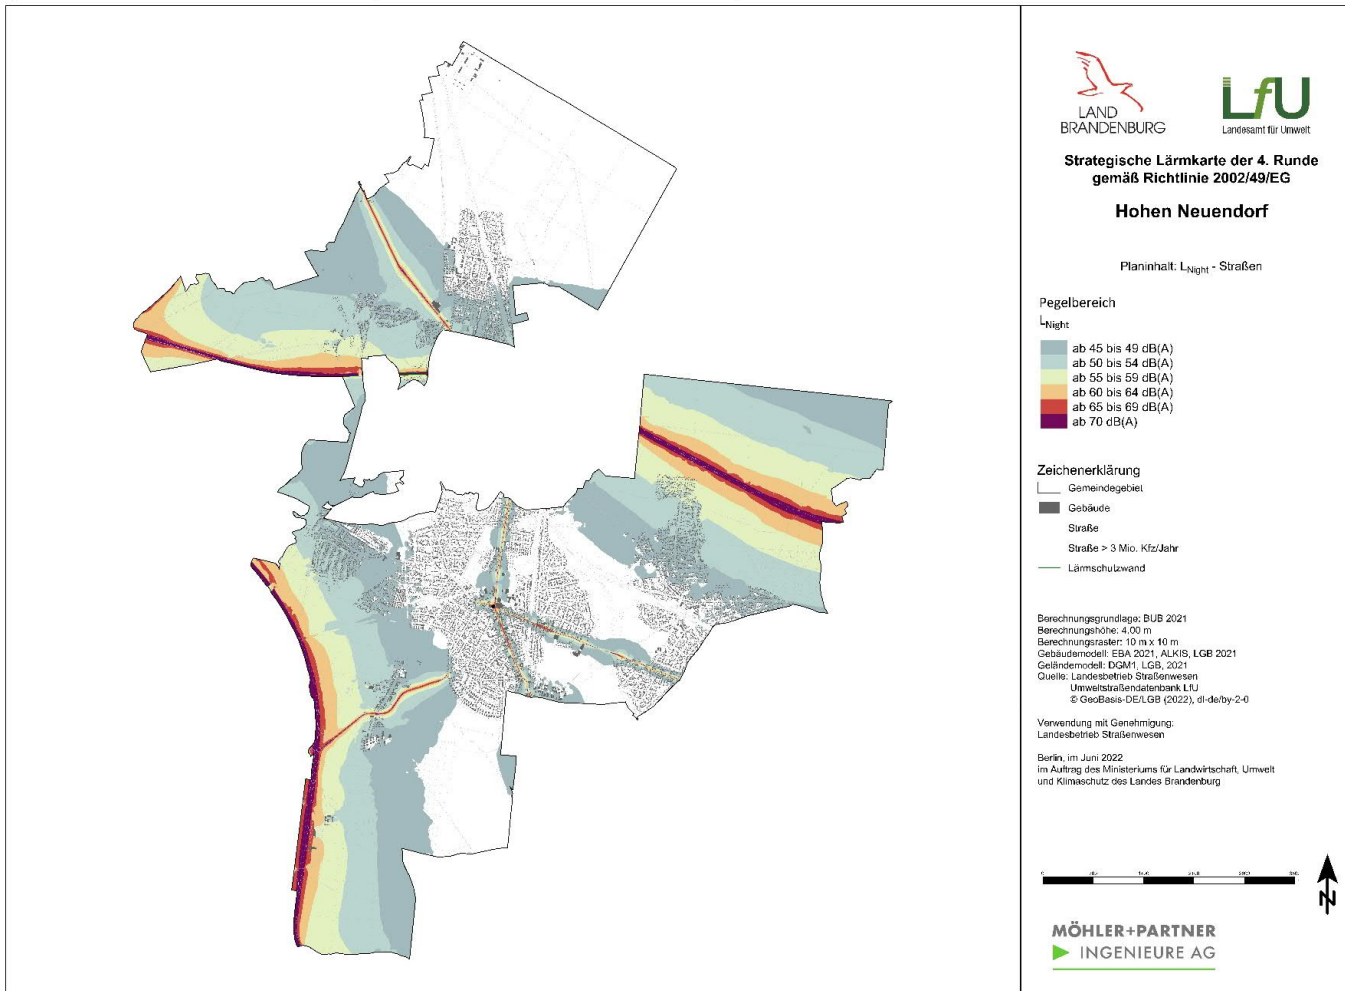 LAND
BRANDENBURG
LfU
Landesamt für Umwelt
Strategische Lärmkarte der 4. Runde
gemäß Richtlinie 2002/49/EG
Hohen Neuendorf
Planinhalt: LNight - Straßen
Pegelbereich
LNight
ab 45 bis 49 dB(A)
ab 50 bis 54 dB(A)
ab 55 bis 59 dB(A)
ab 60 bis 64 dB(A)
ab 65 bis 69 dB(A)
ab 70 dB(A)
Zeichenerklärung
Gemeindegebiet
Gebäude
Straße
Straße > 3 Mio. Kfz/Jahr
Lärmschutzwand
Berechnungsgrundlage: BUB 2021
Berechnungshöhe: 4,00 m
Berechnungsraster: 10 m x 10 m
Gebäudemodell: EBA 2021, ALKIS, LGB 2021
Geländemodell: DGM1, LGB, 2021
Quelle: Landesbetrieb Straßenwesen
Umweltstraßendatenbank LfU
© GeoBasis-DE/LGB (2022), dl-de/by-2-0
Verwendung mit Genehmigung:
Landesbetrieb Straßenwesen
Berlin, im Juni 2022
im Auftrag des Ministeriums für Landwirtschaft, Umwelt
und Klimaschutz des Landes Brandenburg
N
MÖHLER+PARTNER
INGENIEURE AG